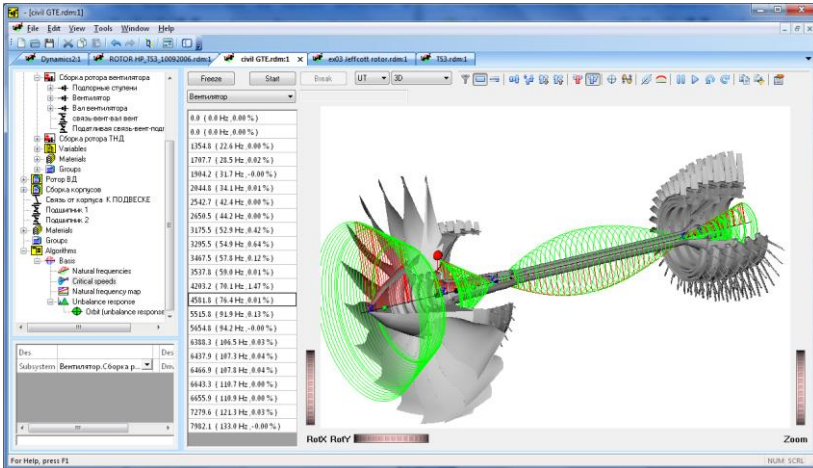 - [civil GTE.rdm:1]
File Edit View Tools Window Help
Dynamics2:1 ROTOR HP_TS3_10092006.rdm:1 civil GTE.rdm:1 ex03 Jeffcott rotor.rdm:1 TS3.rdm:1
Сборка ротора вентилятора
Подпорные ступени
Вентилятор
Вал вентилятора
связь-вент-вал вент
Податливая связь-вент-подп
Сборка ротора ТНД
Variables
Materials
Groups
Ротор ВД
Сборка корпусов
Связь от корпуса К ПОДВЕСКЕ
Подшипник 1
Подшипник 2
Materials
Groups
Algorithms
Basis
Natural frequencies
Critical speeds
Natural frequency map
Unbalance response
Orbit (unbalance response
Des Des
Subsystem Вентилятор.Сборка р...
Freeze Start Break UT 3D
Вентилятор
0.0 ( 0.0 Hz ,0.00 % )
0.0 ( 0.0 Hz ,0.00 % )
1354.8 ( 22.6 Hz ,0.00 % )
1707.7 ( 28.5 Hz ,0.02 % )
1904.2 ( 31.7 Hz ,-0.00 % )
2044.8 ( 34.1 Hz ,0.01 % )
2542.7 ( 42.4 Hz ,0.00 % )
2650.5 ( 44.2 Hz ,0.00 % )
3175.5 ( 52.9 Hz ,0.42 % )
3295.5 ( 54.9 Hz ,0.64 % )
3467.5 ( 57.8 Hz ,0.12 % )
3537.8 ( 59.0 Hz ,0.01 % )
4203.2 ( 70.1 Hz ,1.47 % )
4581.8 ( 76.4 Hz ,0.01 % )
5515.8 ( 91.9 Hz ,0.13 % )
5654.8 ( 94.2 Hz ,-0.00 % )
6388.3 ( 106.5 Hz ,0.03 % )
6437.9 ( 107.3 Hz ,0.04 % )
6466.9 ( 107.8 Hz ,0.04 % )
6643.3 ( 110.7 Hz ,0.00 % )
6655.9 ( 110.9 Hz ,0.00 % )
7279.6 ( 121.3 Hz ,0.03 % )
7982.1 ( 133.0 Hz ,-0.00 % )
RotX RotY Zoom
For Help, press F1 NUM SCRL